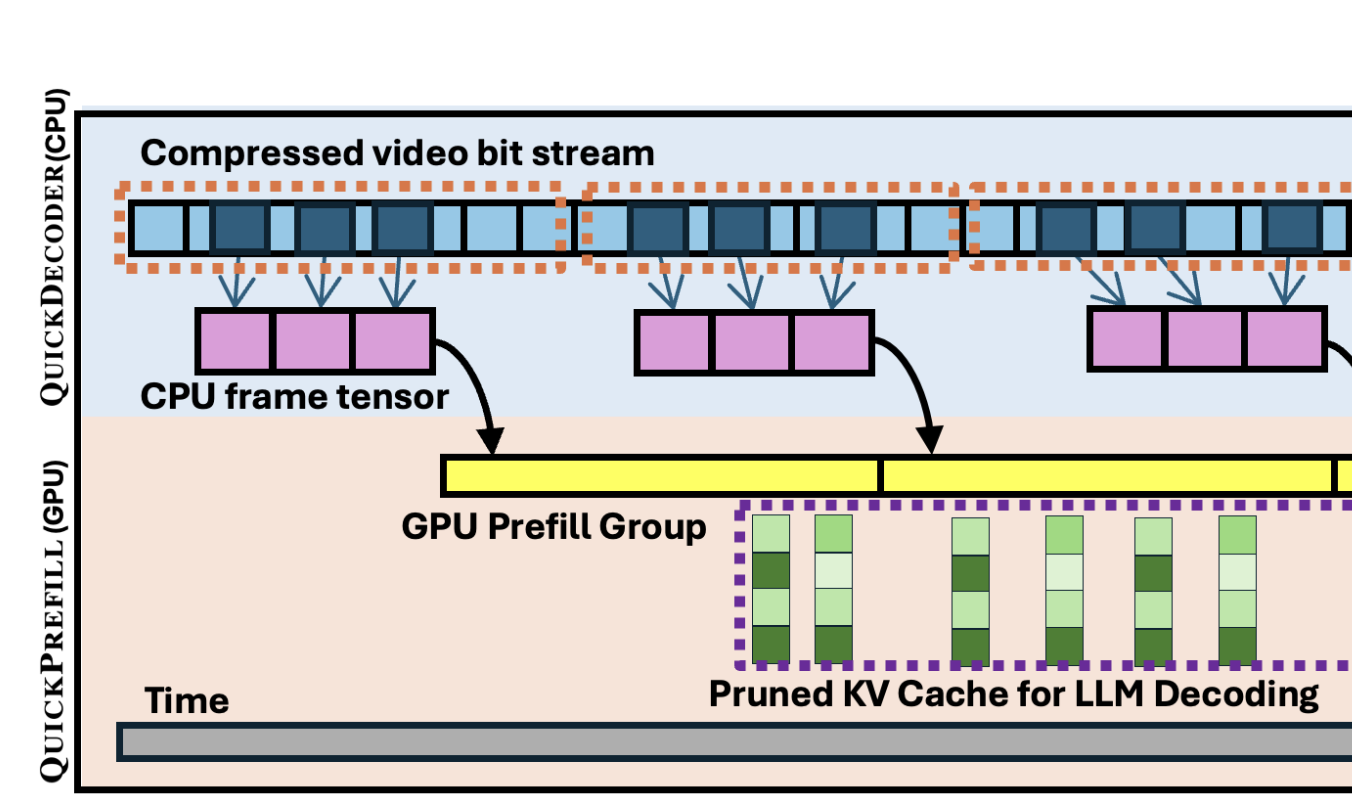 QUICKDECODER(CPU)
Compressed video bit stream
CPU frame tensor
QUICKPREFILL (GPU)
GPU Prefill Group
Pruned KV Cache for LLM Decoding
Time